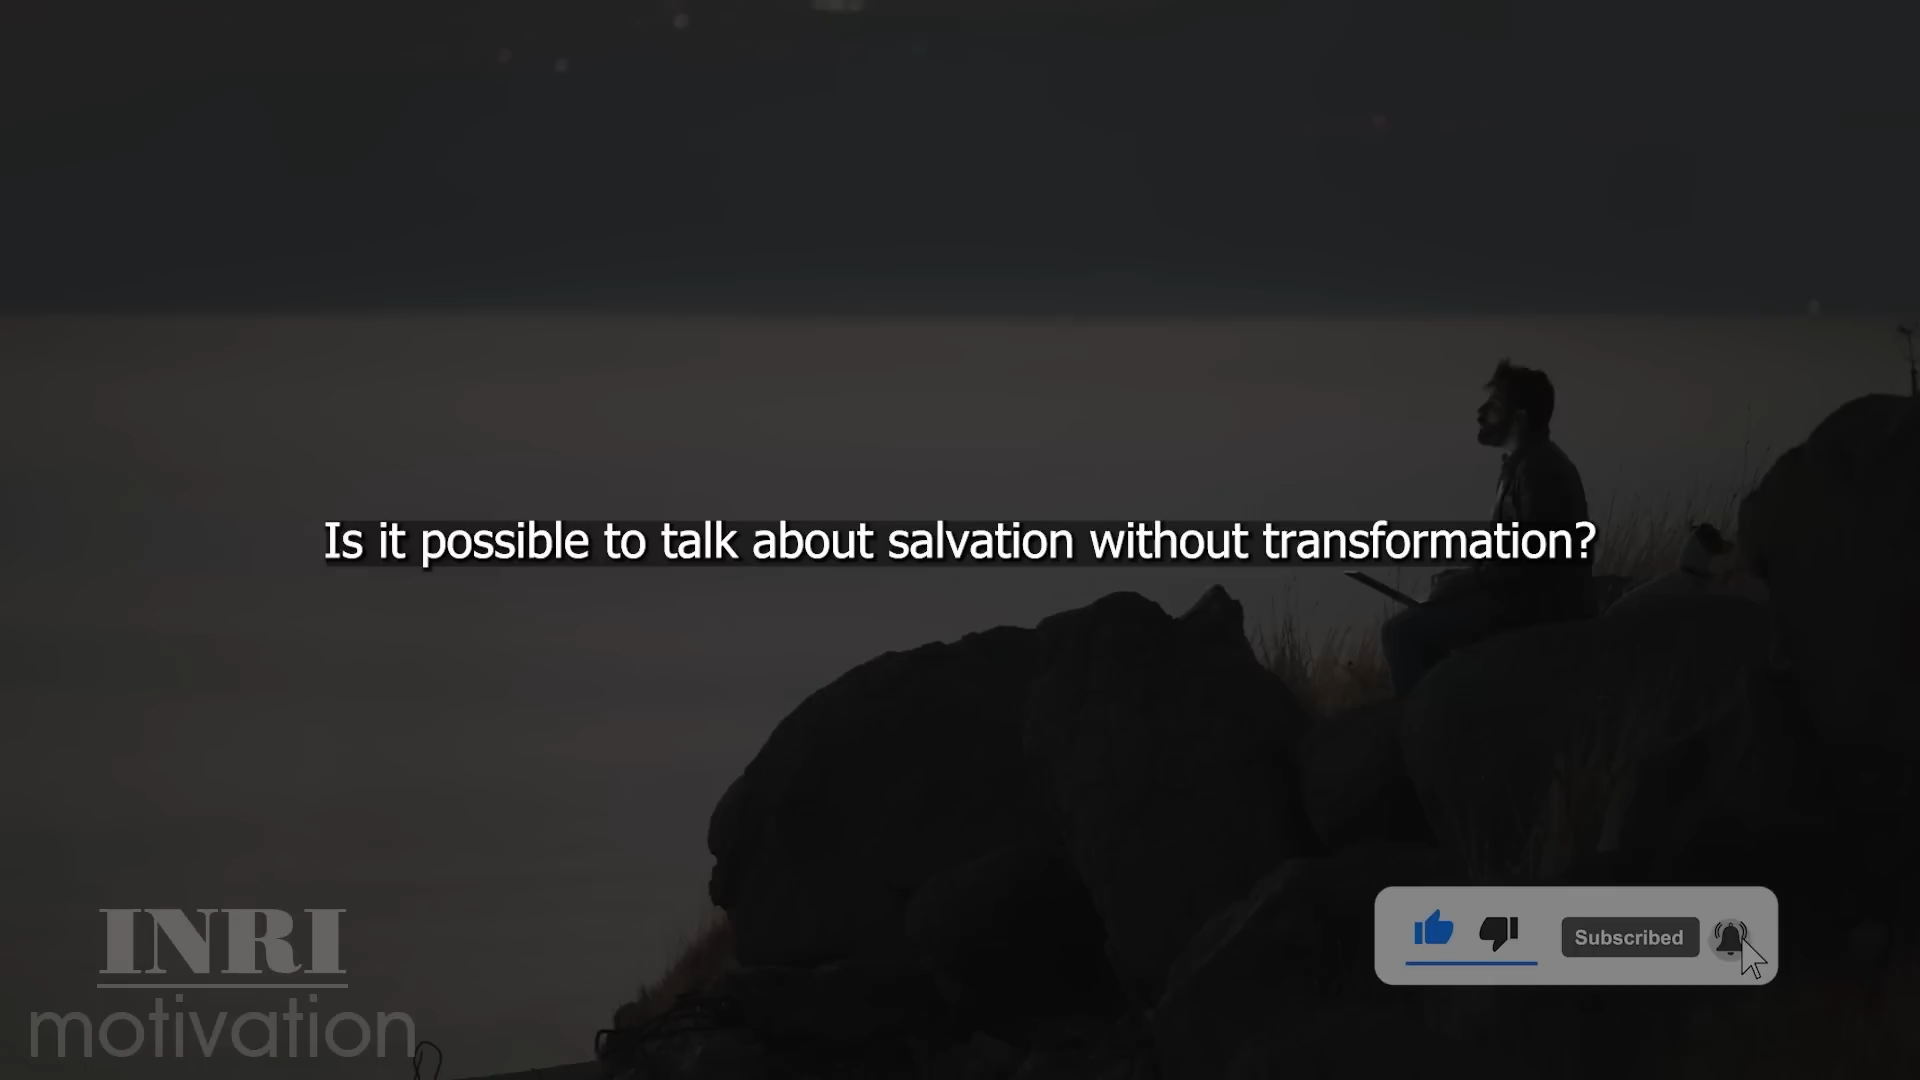 Is it possible to talk about salvation without transformation?
INRI
motivation
Subscribed